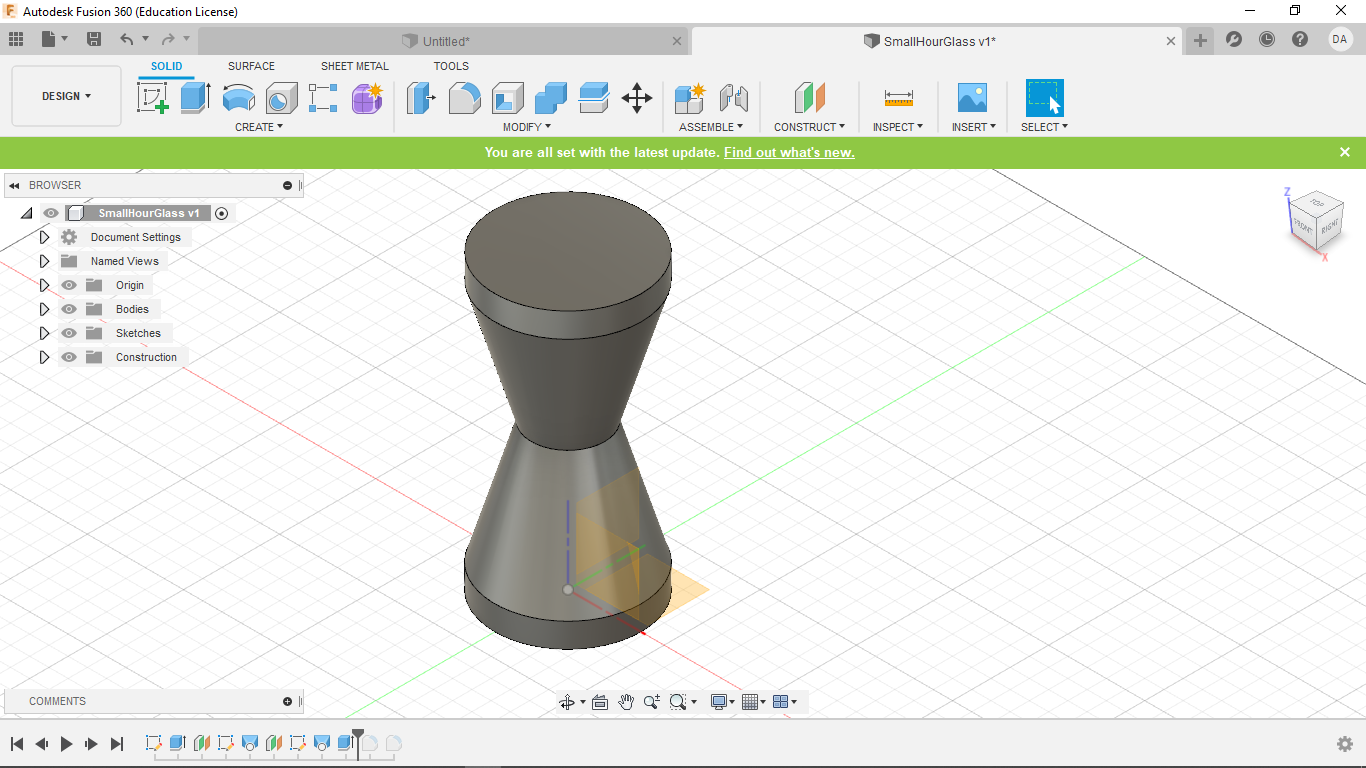 Autodesk Fusion 360 (Education License)
Untitled*
SmallHourGlass v1*
DA
DESIGN
SOLID SURFACE SHEET METAL TOOLS
CREATE MODIFY ASSEMBLE CONSTRUCT INSPECT INSERT SELECT
You are all set with the latest update. Find out what's new.
BROWSER
SmallHourGlass v1
Document Settings
Named Views
Origin
Bodies
Sketches
Construction
Z
TOP
FRONT
RIGHT
X
COMMENTS